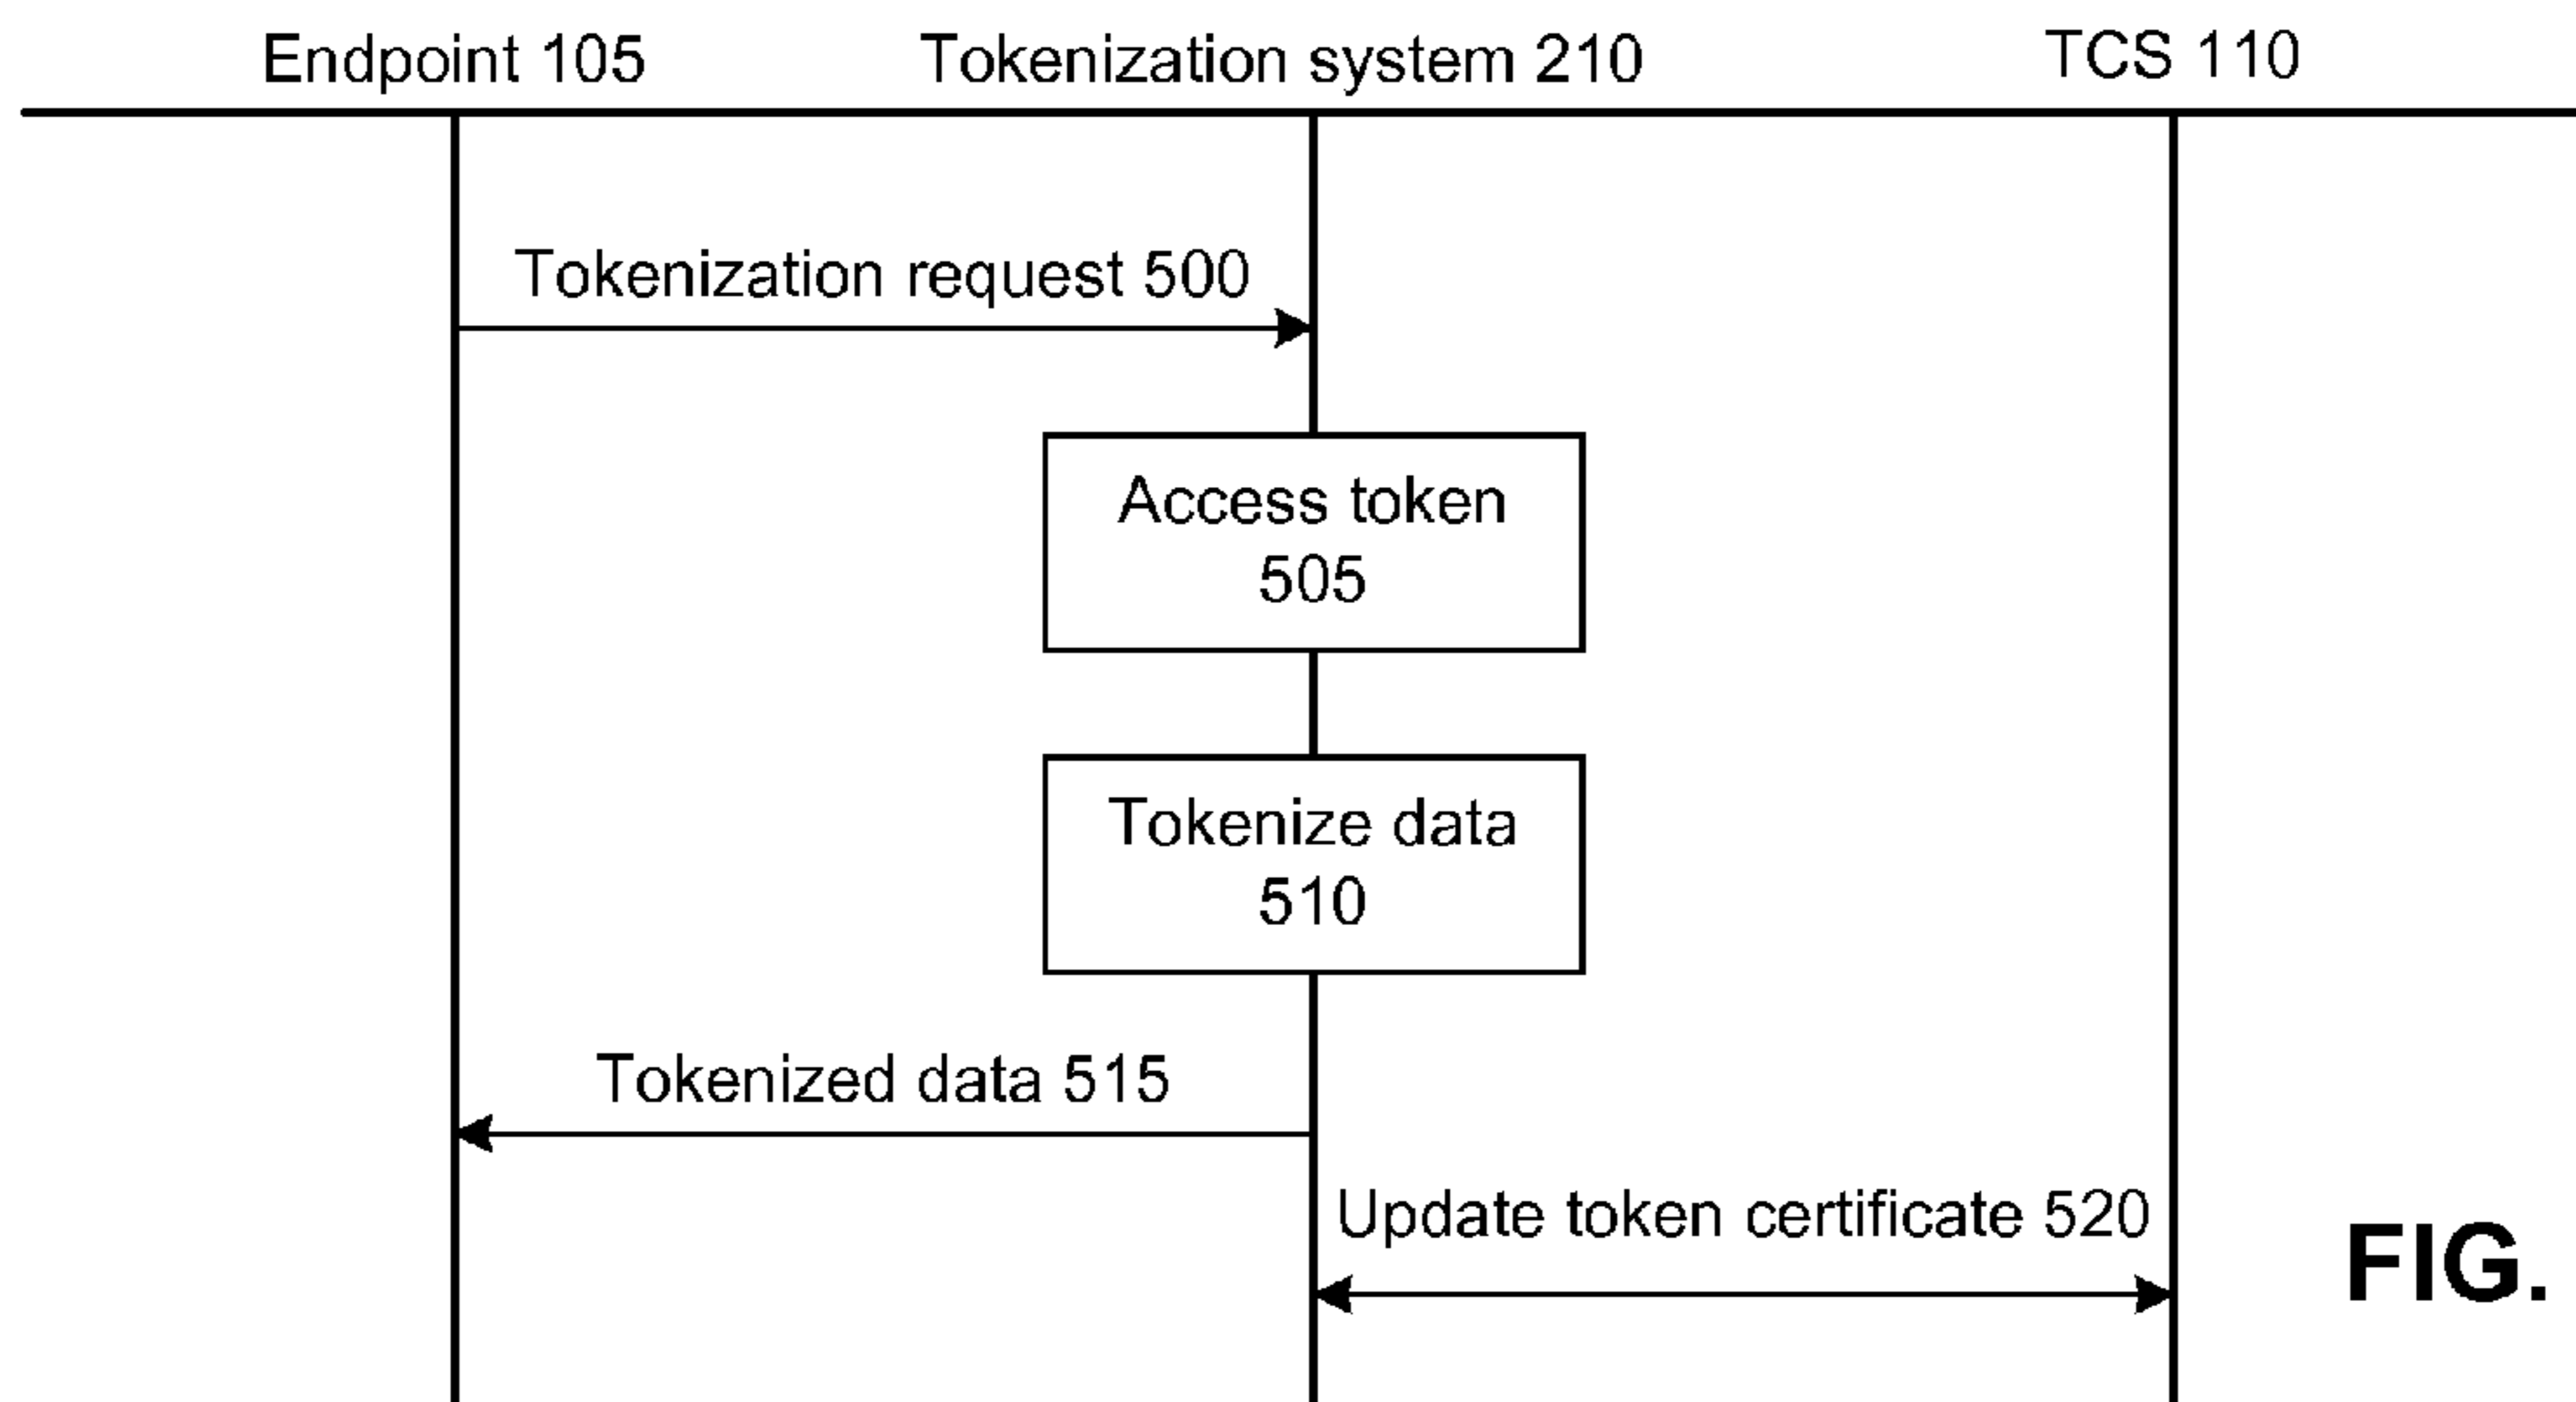 Endpoint 105
Tokenization system 210
TCS 110
Tokenization request 500
Access token
505
Tokenize data
510
Tokenized data 515
Update token certificate 520
FIG.